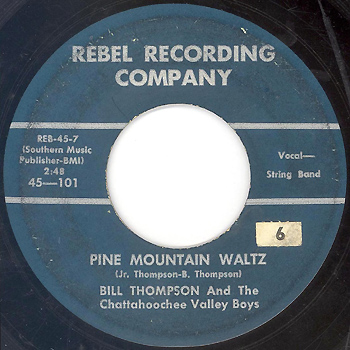 REBEL RECORDING
COMPANY
REB-45-7
(Southern Music
Publisher-BMI)
2:48
45—101
Vocal—
String Band
6
PINE MOUNTAIN WALTZ
(Jr. Thompson-B. Thompson)
BILL THOMPSON And The
Chattahoochee Valley Boys